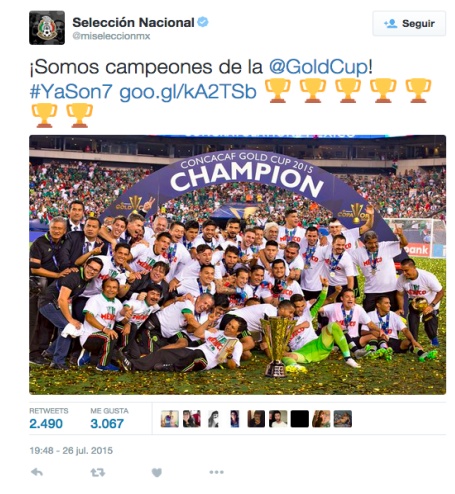 Selección Nacional
@miseleccionmx
Seguir
¡Somos campeones de la @GoldCup!
#YaSon7 goo.gl/kA2TSb
CONCACAF GOLD CUP 2015
CHAMPION
RETWEETS
2.490
ME GUSTA
3.067
19:48 - 26 jul. 2015